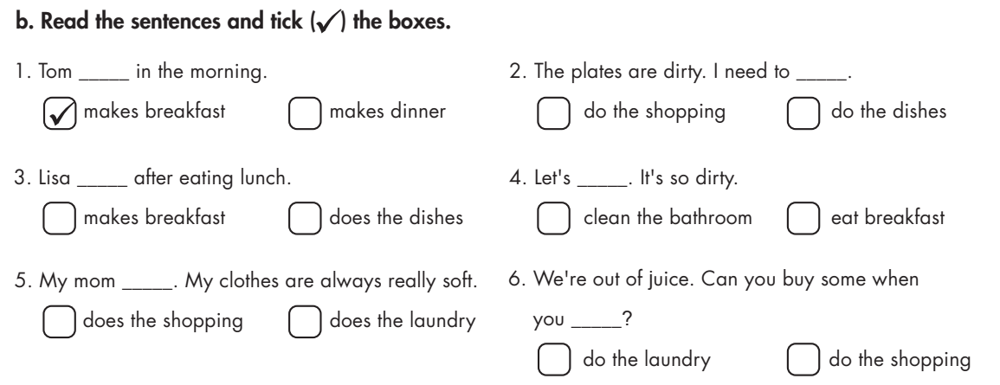 b. Read the sentences and tick (✓) the boxes.
1. Tom _____ in the morning.
makes breakfast
makes dinner
2. The plates are dirty. I need to _____.
do the shopping
do the dishes
3. Lisa _____ after eating lunch.
makes breakfast
does the dishes
4. Let's _____. It's so dirty.
clean the bathroom
eat breakfast
5. My mom _____. My clothes are always really soft.
does the shopping
does the laundry
6. We're out of juice. Can you buy some when
you _____?
do the laundry
do the shopping